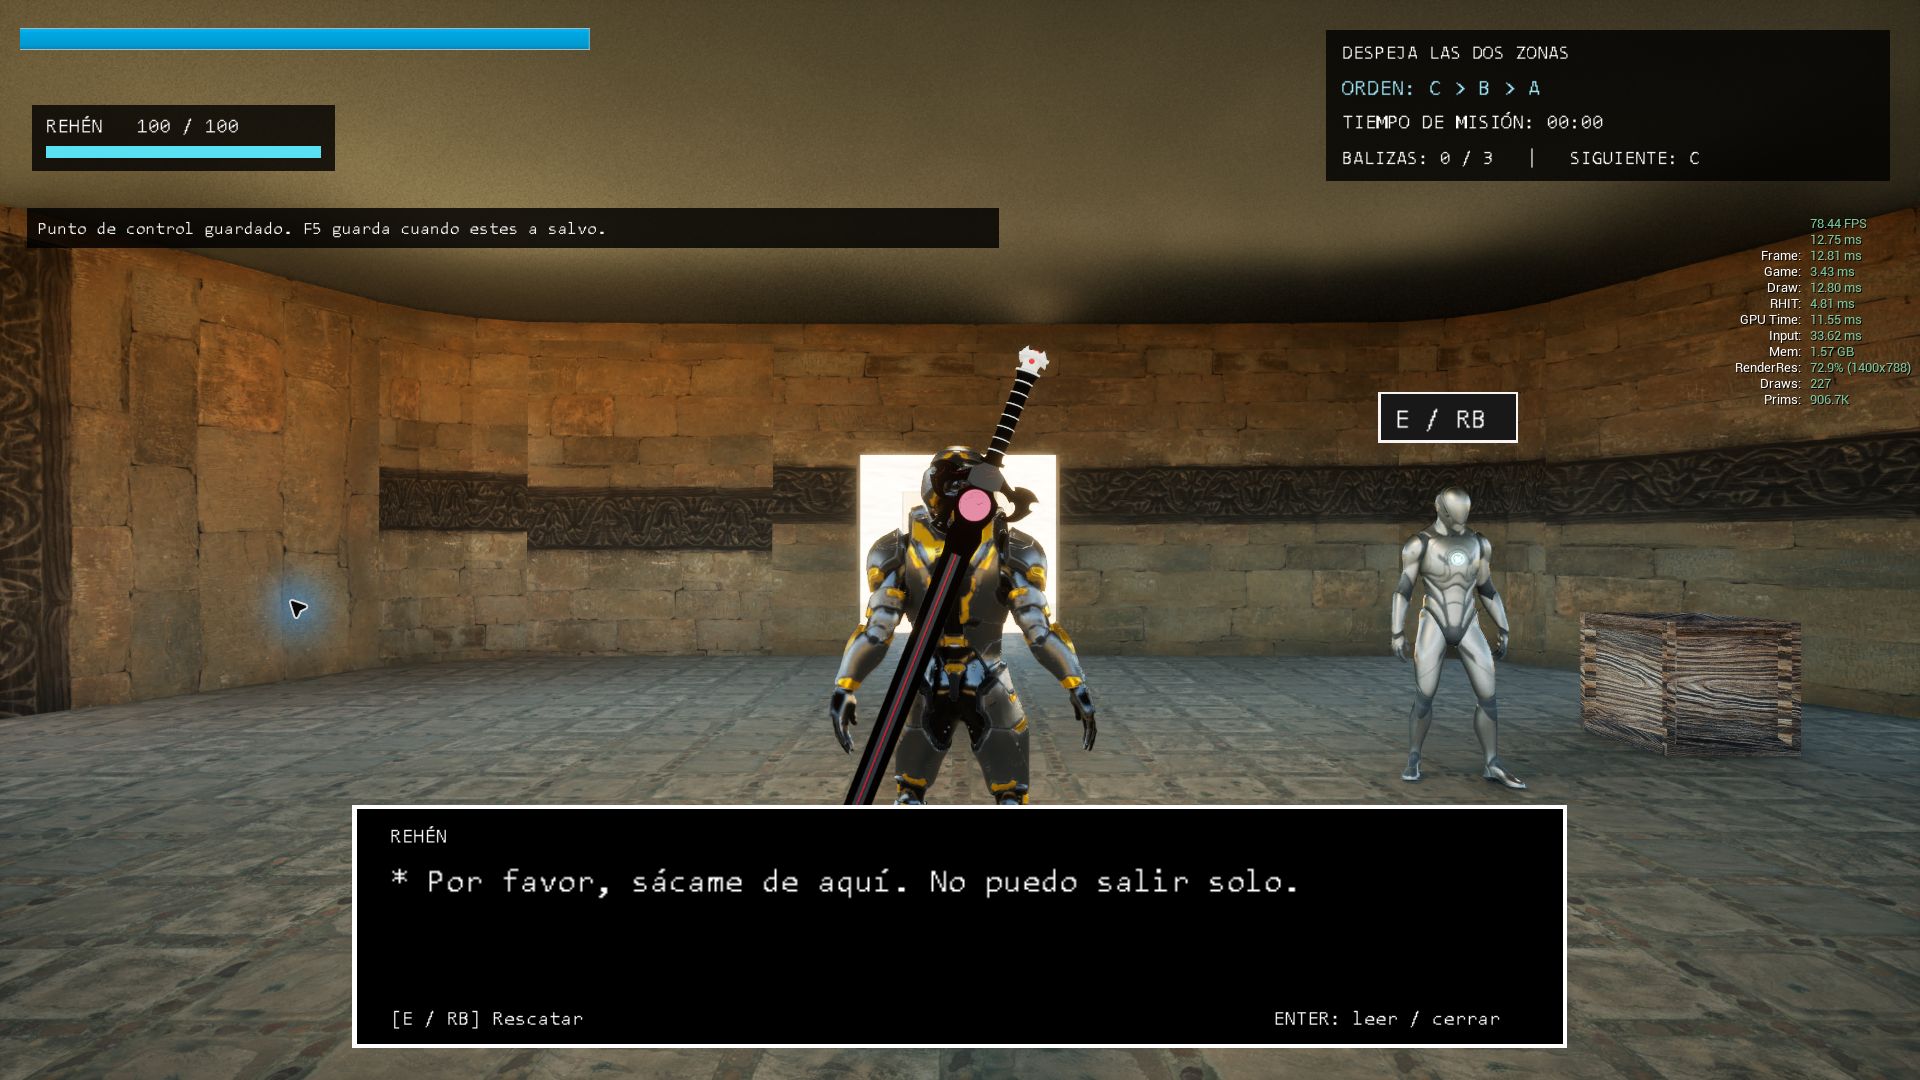 DESPEJA LAS DOS ZONAS
ORDEN: C > B > A
TIEMPO DE MISIÓN: 00:00
BALIZAS: 0 / 3 | SIGUIENTE: C
REHÉN 100 / 100
Punto de control guardado. F5 guarda cuando estes a salvo.
78.44 FPS
12.75 ms
Frame: 12.81 ms
Game: 3.43 ms
Draw: 12.80 ms
RHIT: 4.81 ms
GPU Time: 11.55 ms
Input: 33.62 ms
Mem: 1.57 GB
RenderRes: 72.9% (1400x788)
Draws: 227
Prims: 906.7K
E / RB
REHÉN
* Por favor, sácame de aquí. No puedo salir solo.
[E / RB] Rescatar
ENTER: leer / cerrar